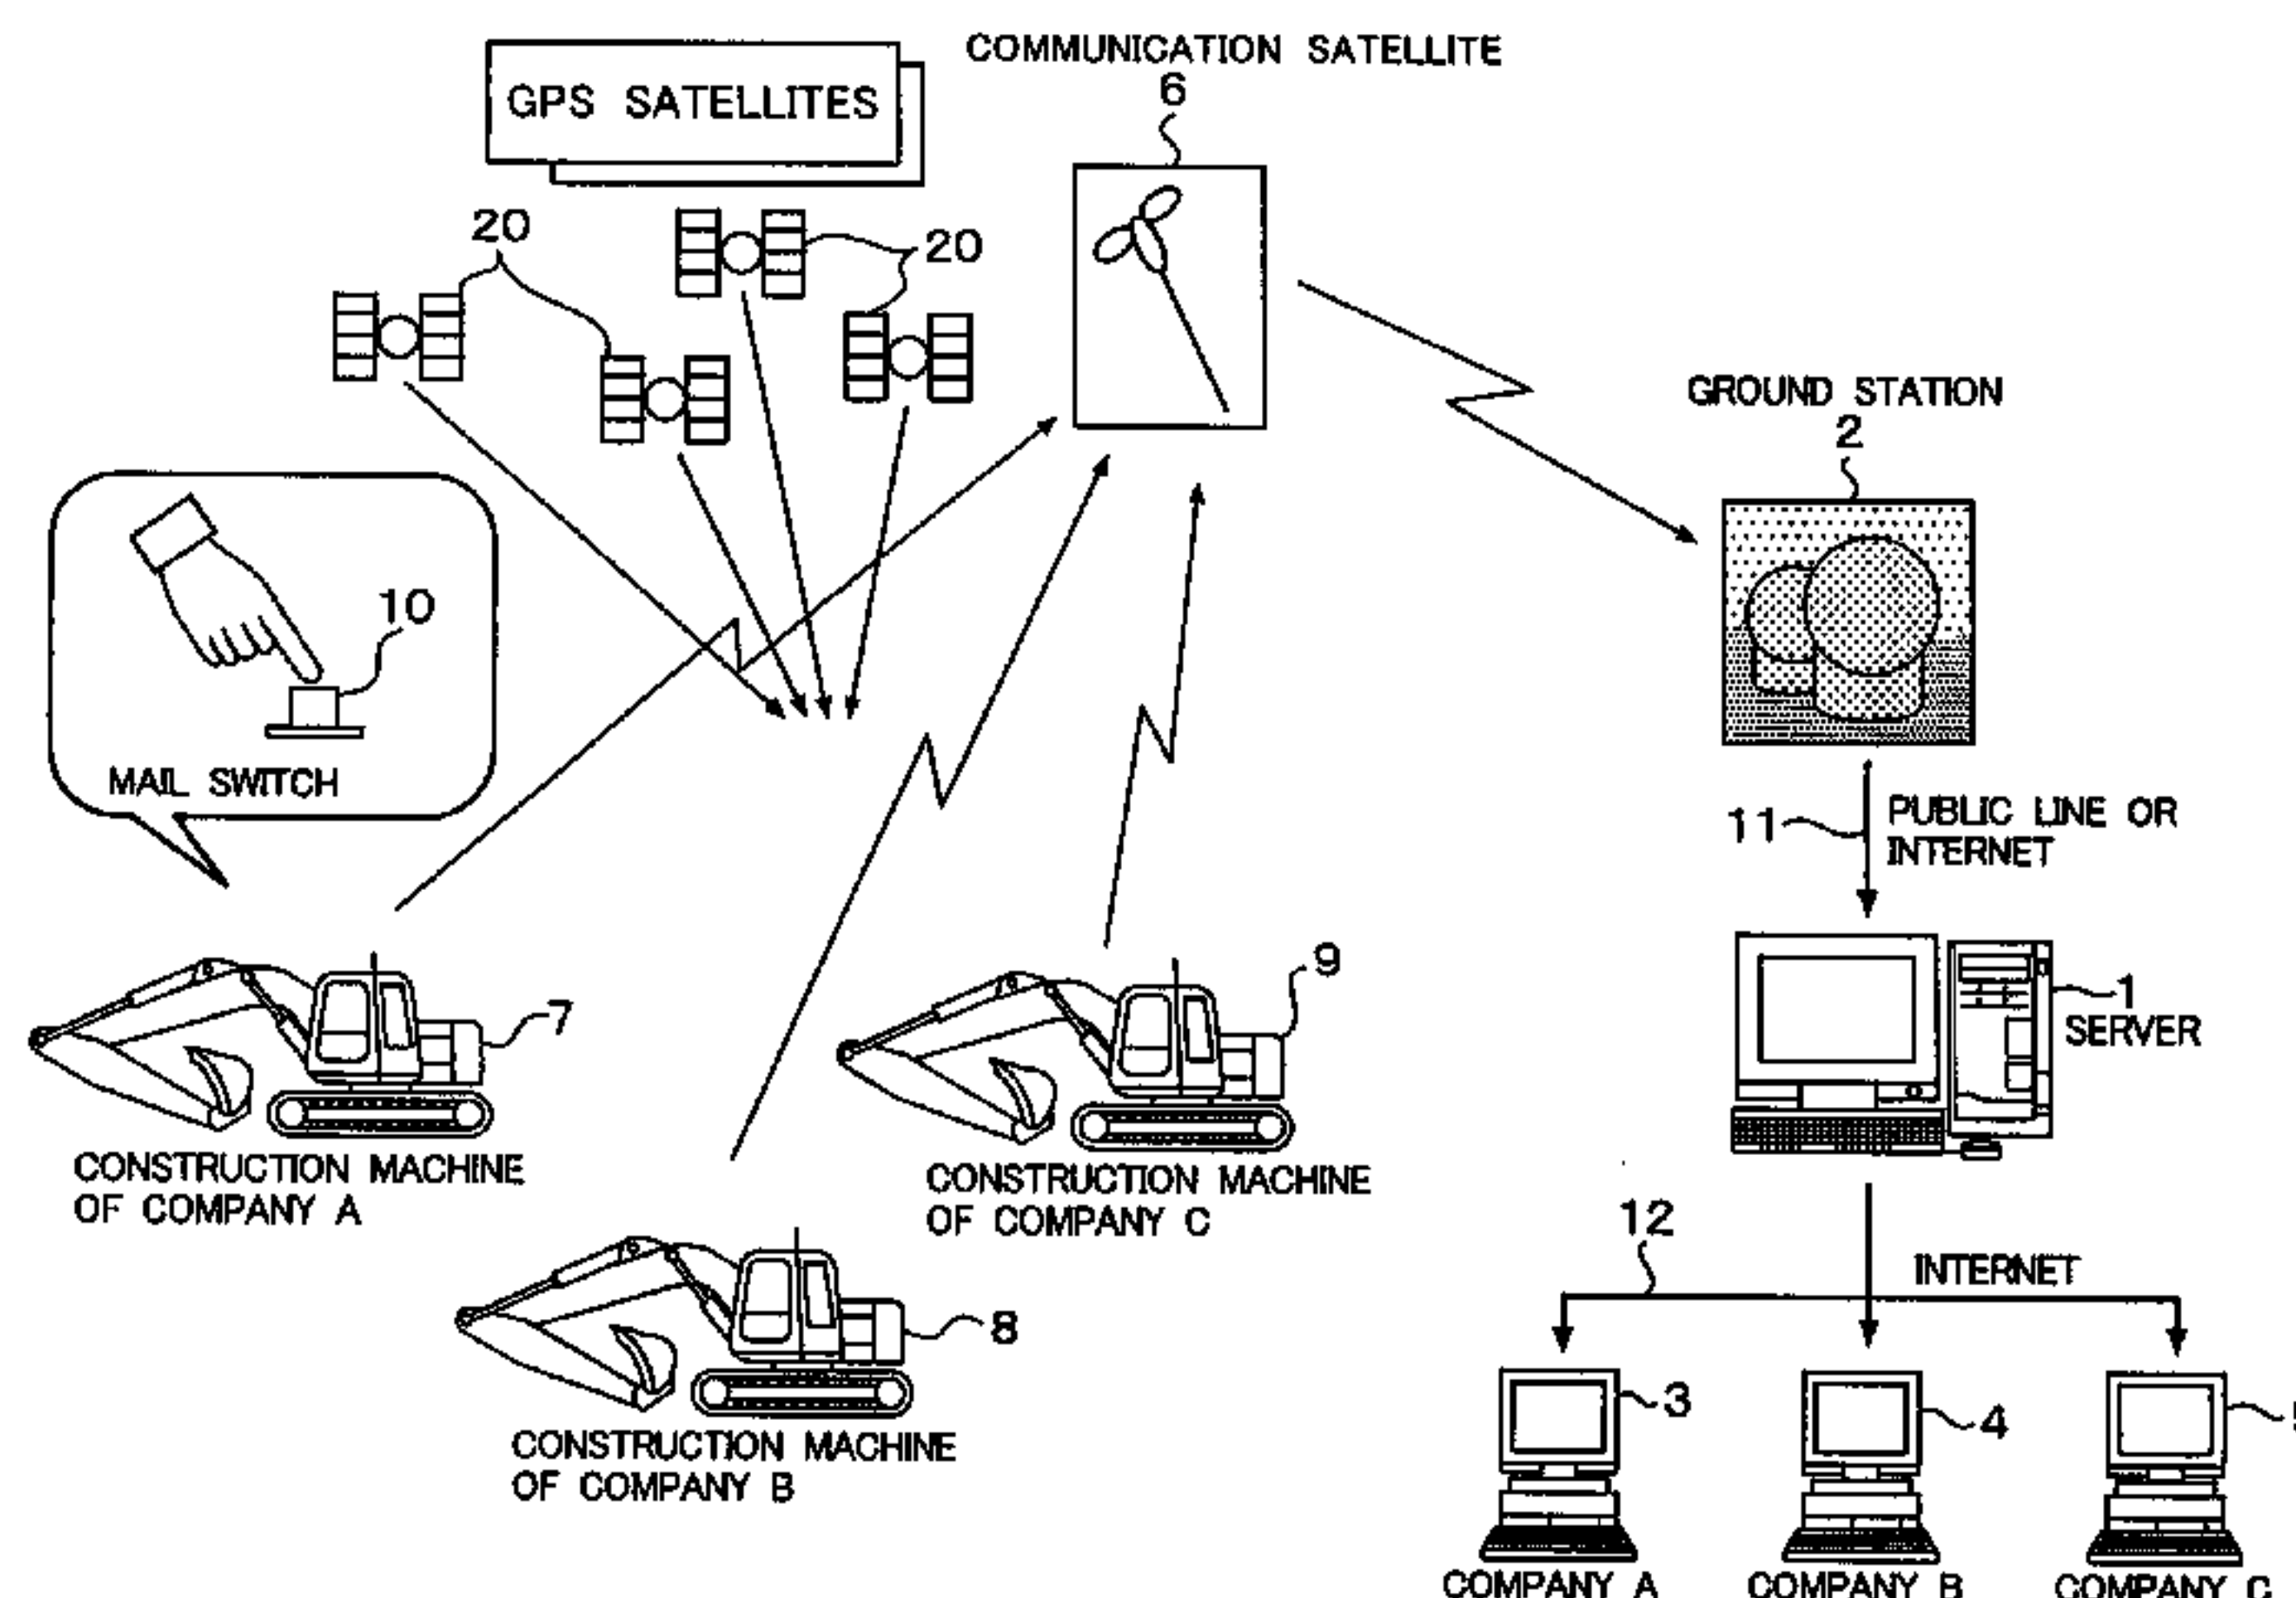 COMMUNICATION SATELLITE
6
GPS SATELLITES
20
20
GROUND STATION
2
10
MAIL SWITCH
11
PUBLIC LINE OR
INTERNET
7
9
1
SERVER
CONSTRUCTION MACHINE
OF COMPANY A
CONSTRUCTION MACHINE
OF COMPANY C
12
INTERNET
8
3
4
CONSTRUCTION MACHINE
OF COMPANY B
COMPANY A
COMPANY B
COMPANY C